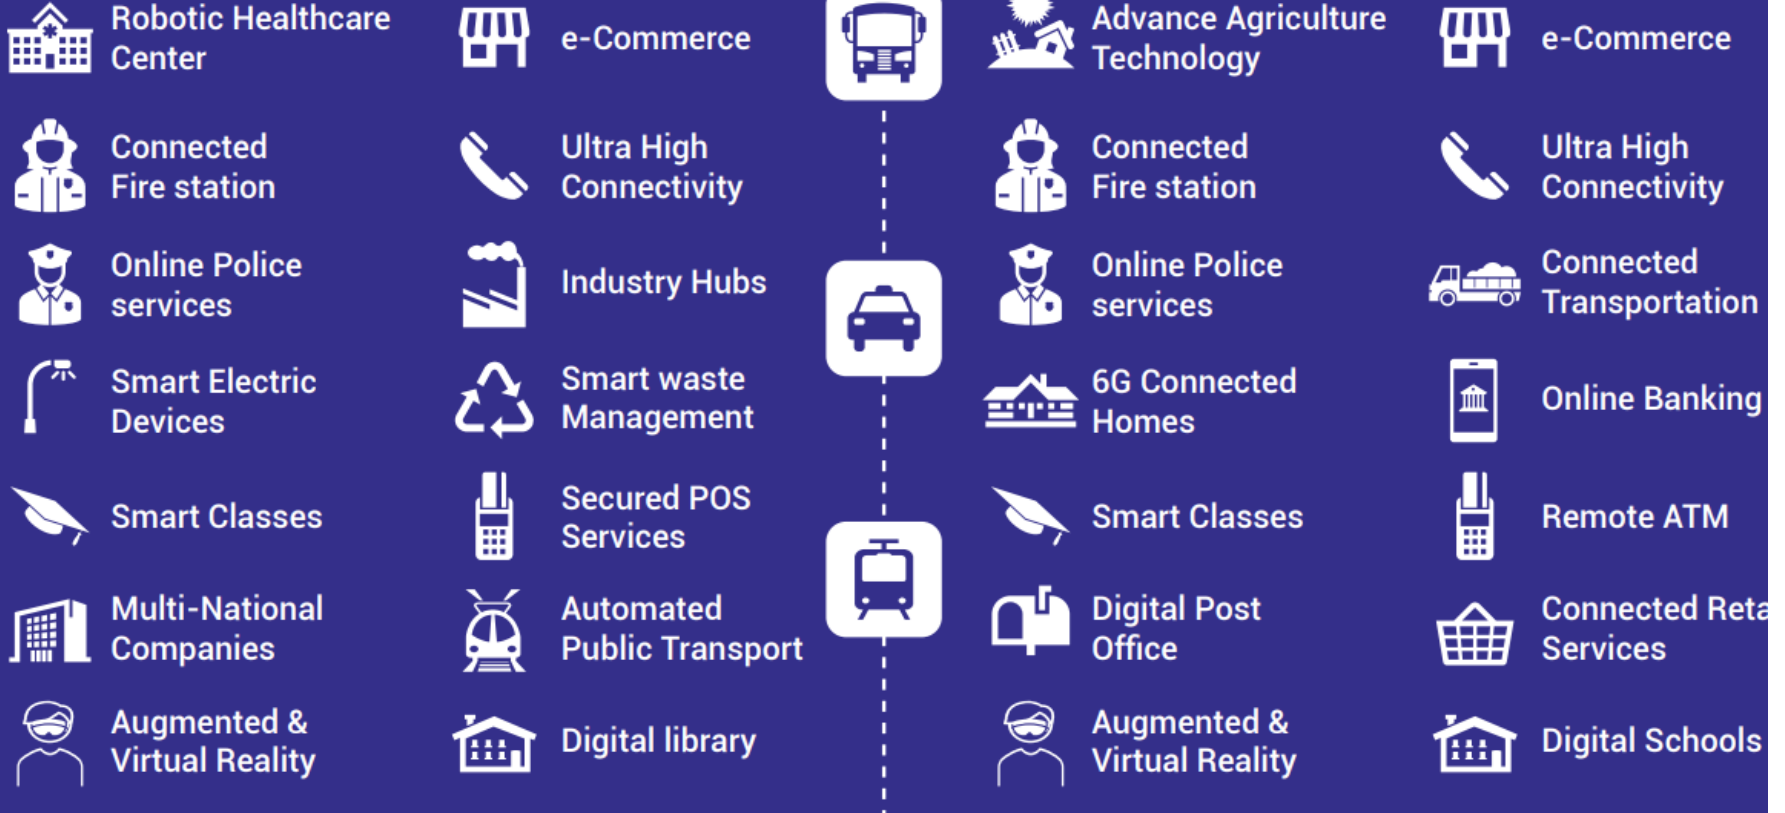 Robotic Healthcare
Center
e-Commerce
Connected
Fire station
Ultra High
Connectivity
Online Police
services
Industry Hubs
Smart Electric
Devices
Smart waste
Management
Smart Classes
Secured POS
Services
Multi-National
Companies
Automated
Public Transport
Augmented &
Virtual Reality
Digital library
Advance Agriculture
Technology
e-Commerce
Connected
Fire station
Ultra High
Connectivity
Online Police
services
Connected
Transportation
6G Connected
Homes
Online Banking
Smart Classes
Remote ATM
Digital Post
Office
Connected
Services
Augmented &
Virtual Reality
Digital Schools